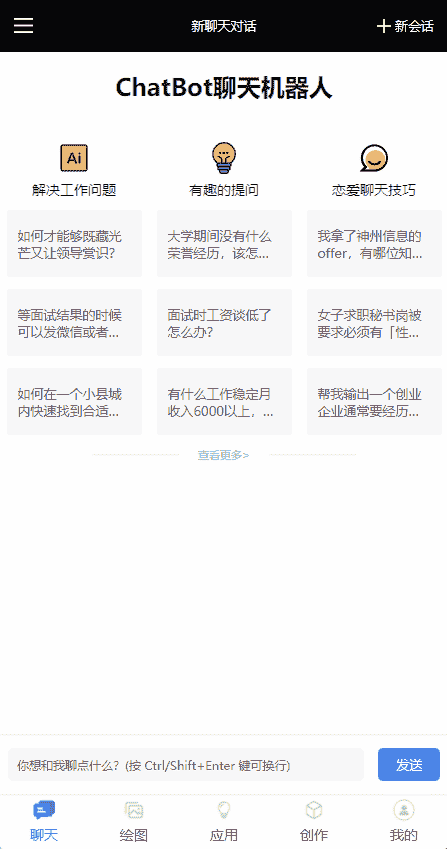 新聊天对话
新会话
ChatBot聊天机器人
Ai
解决工作问题
有趣的提问
恋爱聊天技巧
如何才能够既藏光
芒又让领导赏识?
大学期间没有什么
荣誉经历，该怎...
我拿了神州信息的
offer，有哪位知...
等面试结果的时候
可以发微信或者...
面试时工资谈低了
怎么办?
女子求职秘书岗被
要求必须有「性...
如何在一个小县城
内快速找到合适...
有什么工作稳定月
收入6000以上，...
帮我输出一个创业
企业通常要经历...
查看更多>
你想和我聊点什么? (按 Ctrl/Shift+Enter 键可换行)
发送
聊天
绘图
应用
创作
我的